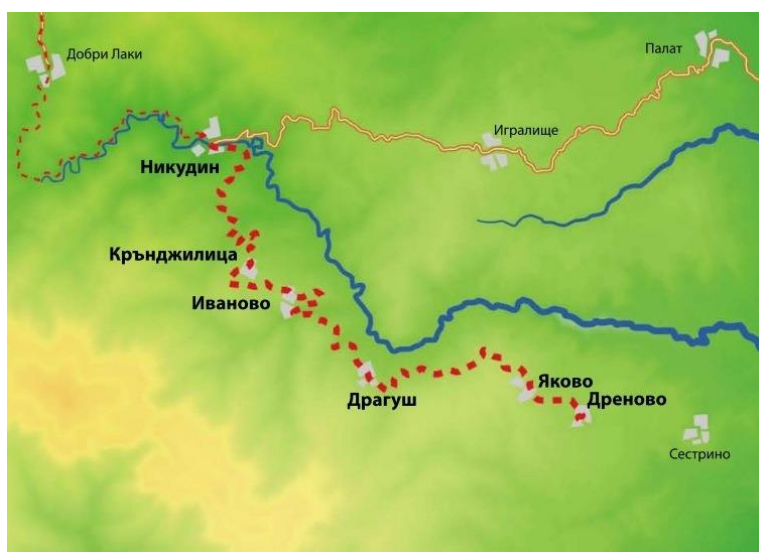 Добри Лаки
Палат
Игралище
Никудин
Крънджилица
Иваново
Драгуш
Яково
Дреново
Сестрино